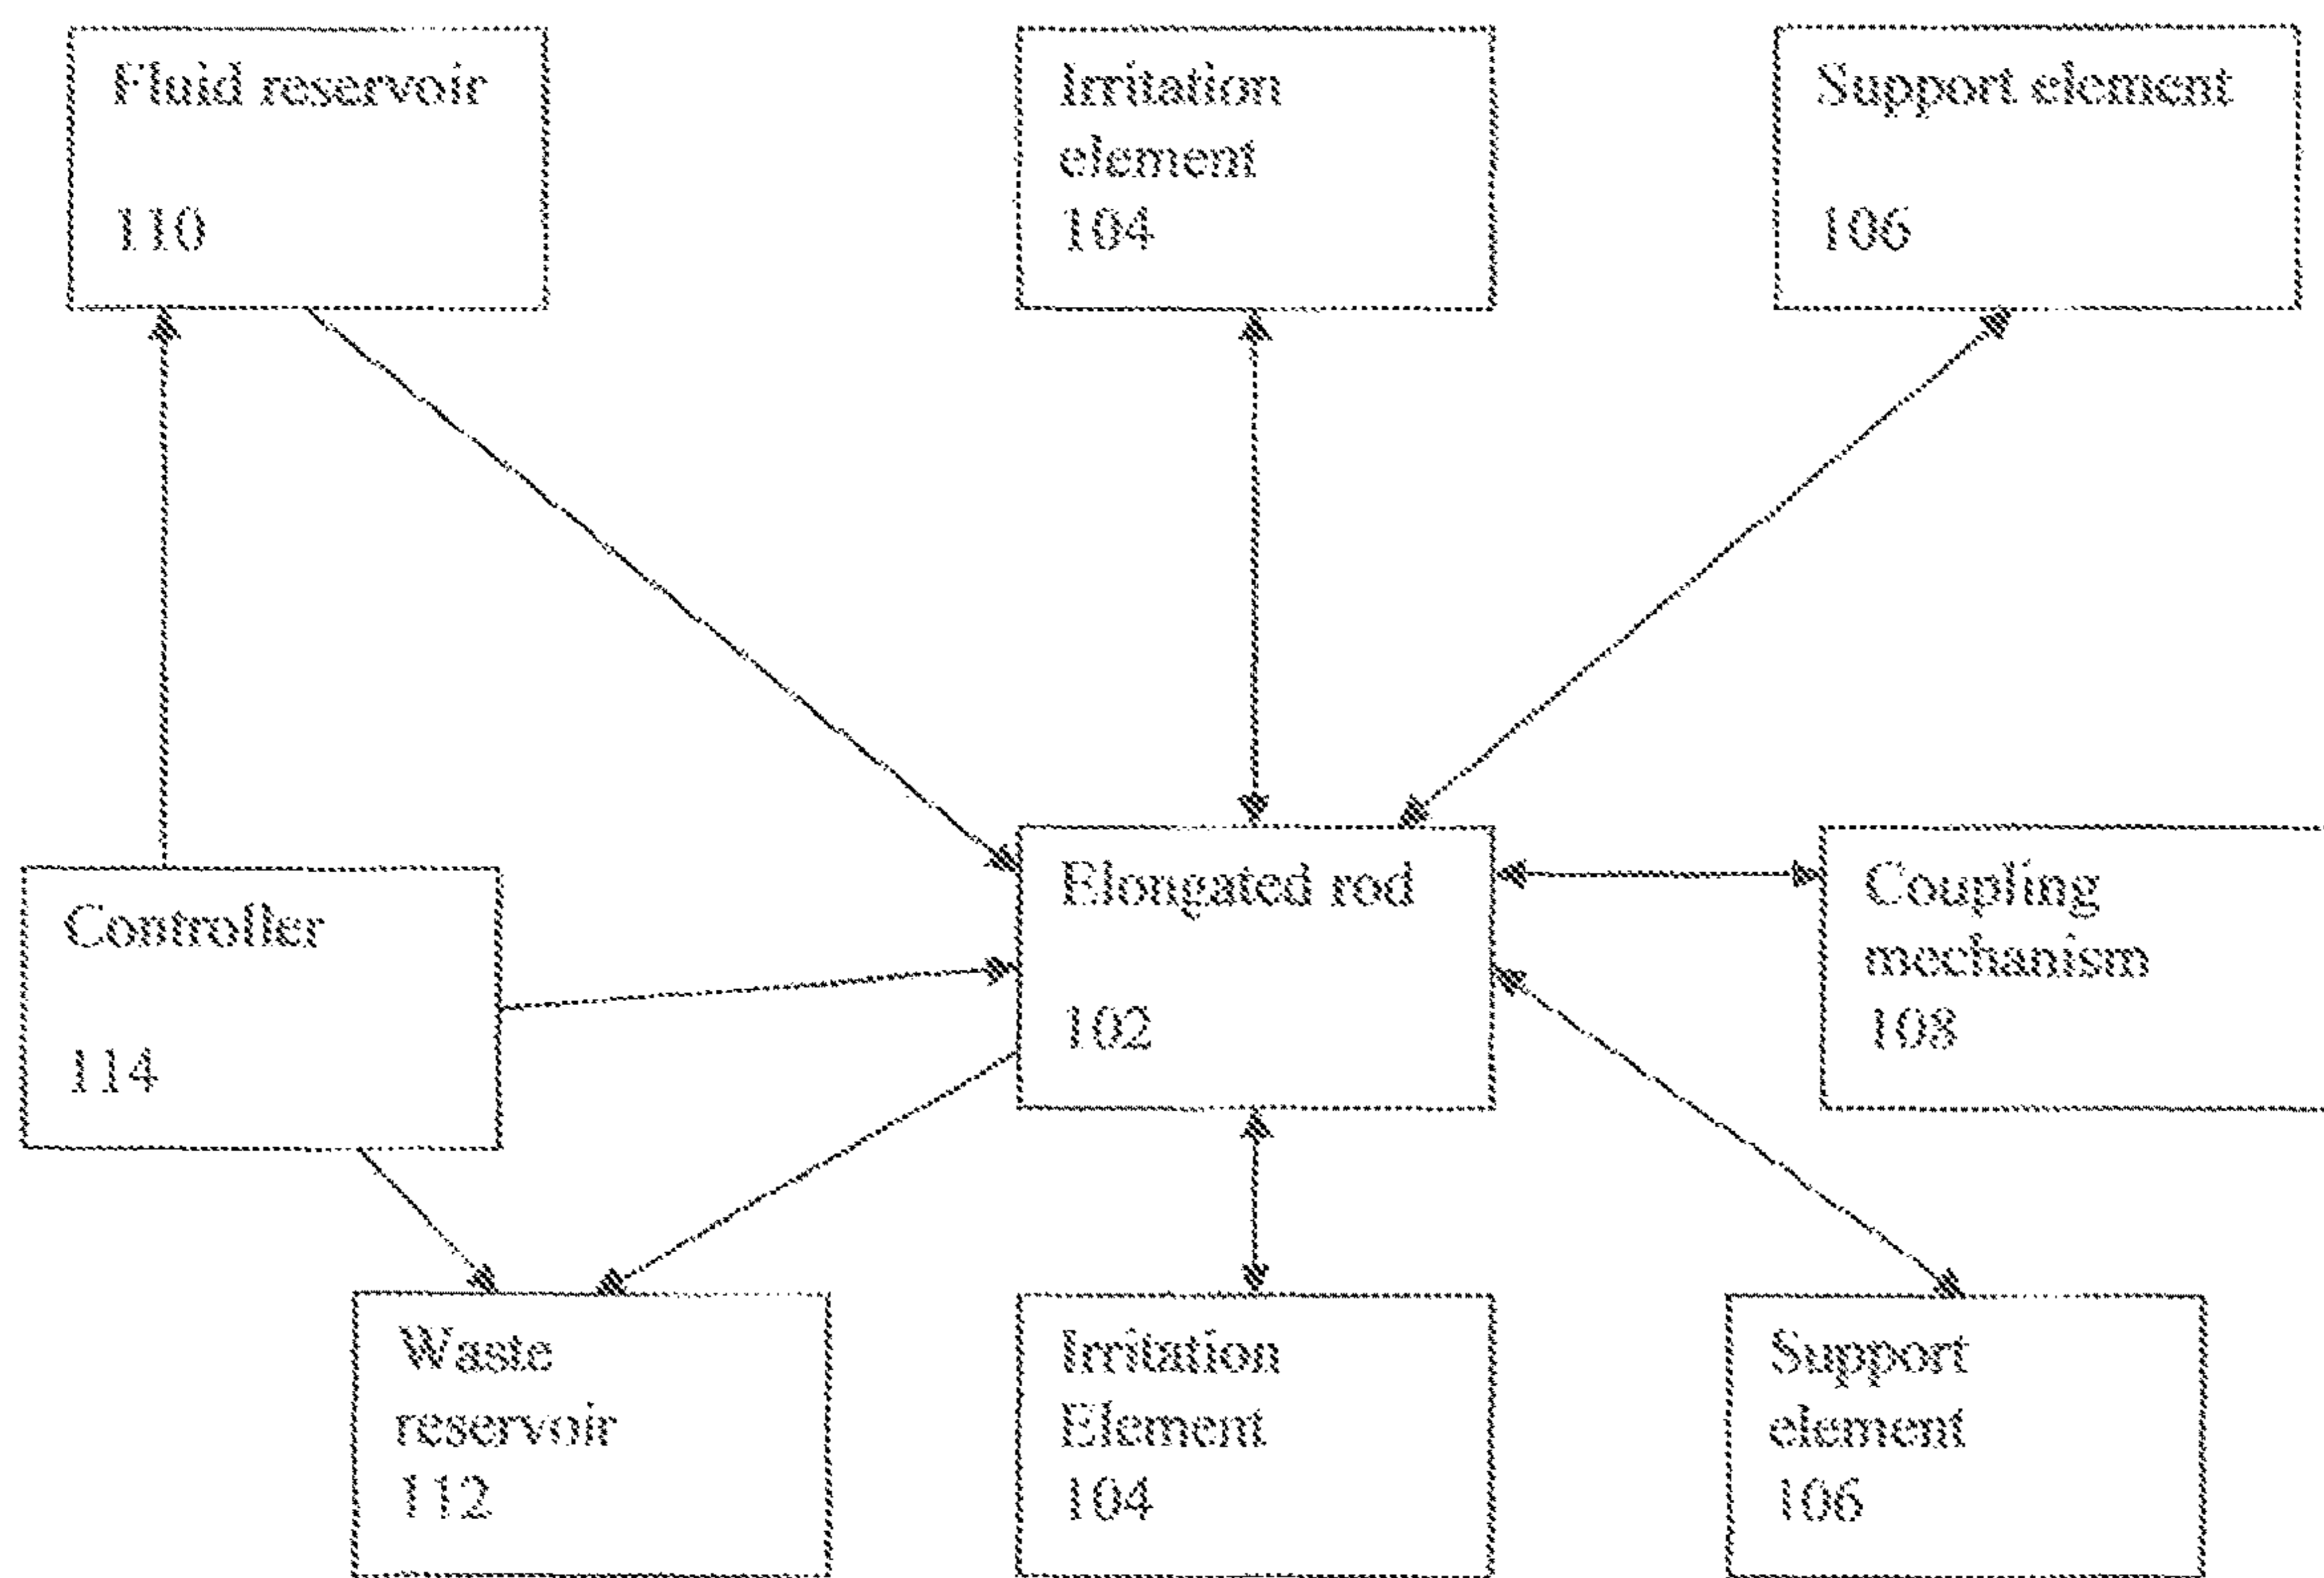 Fluid reservoir
110
Irritation
element
104
Support element
106
Controller
114
Elongated rod
102
Coupling
mechanism
108
Waste
reservoir
112
Irritation
Element
104
Support
element
106